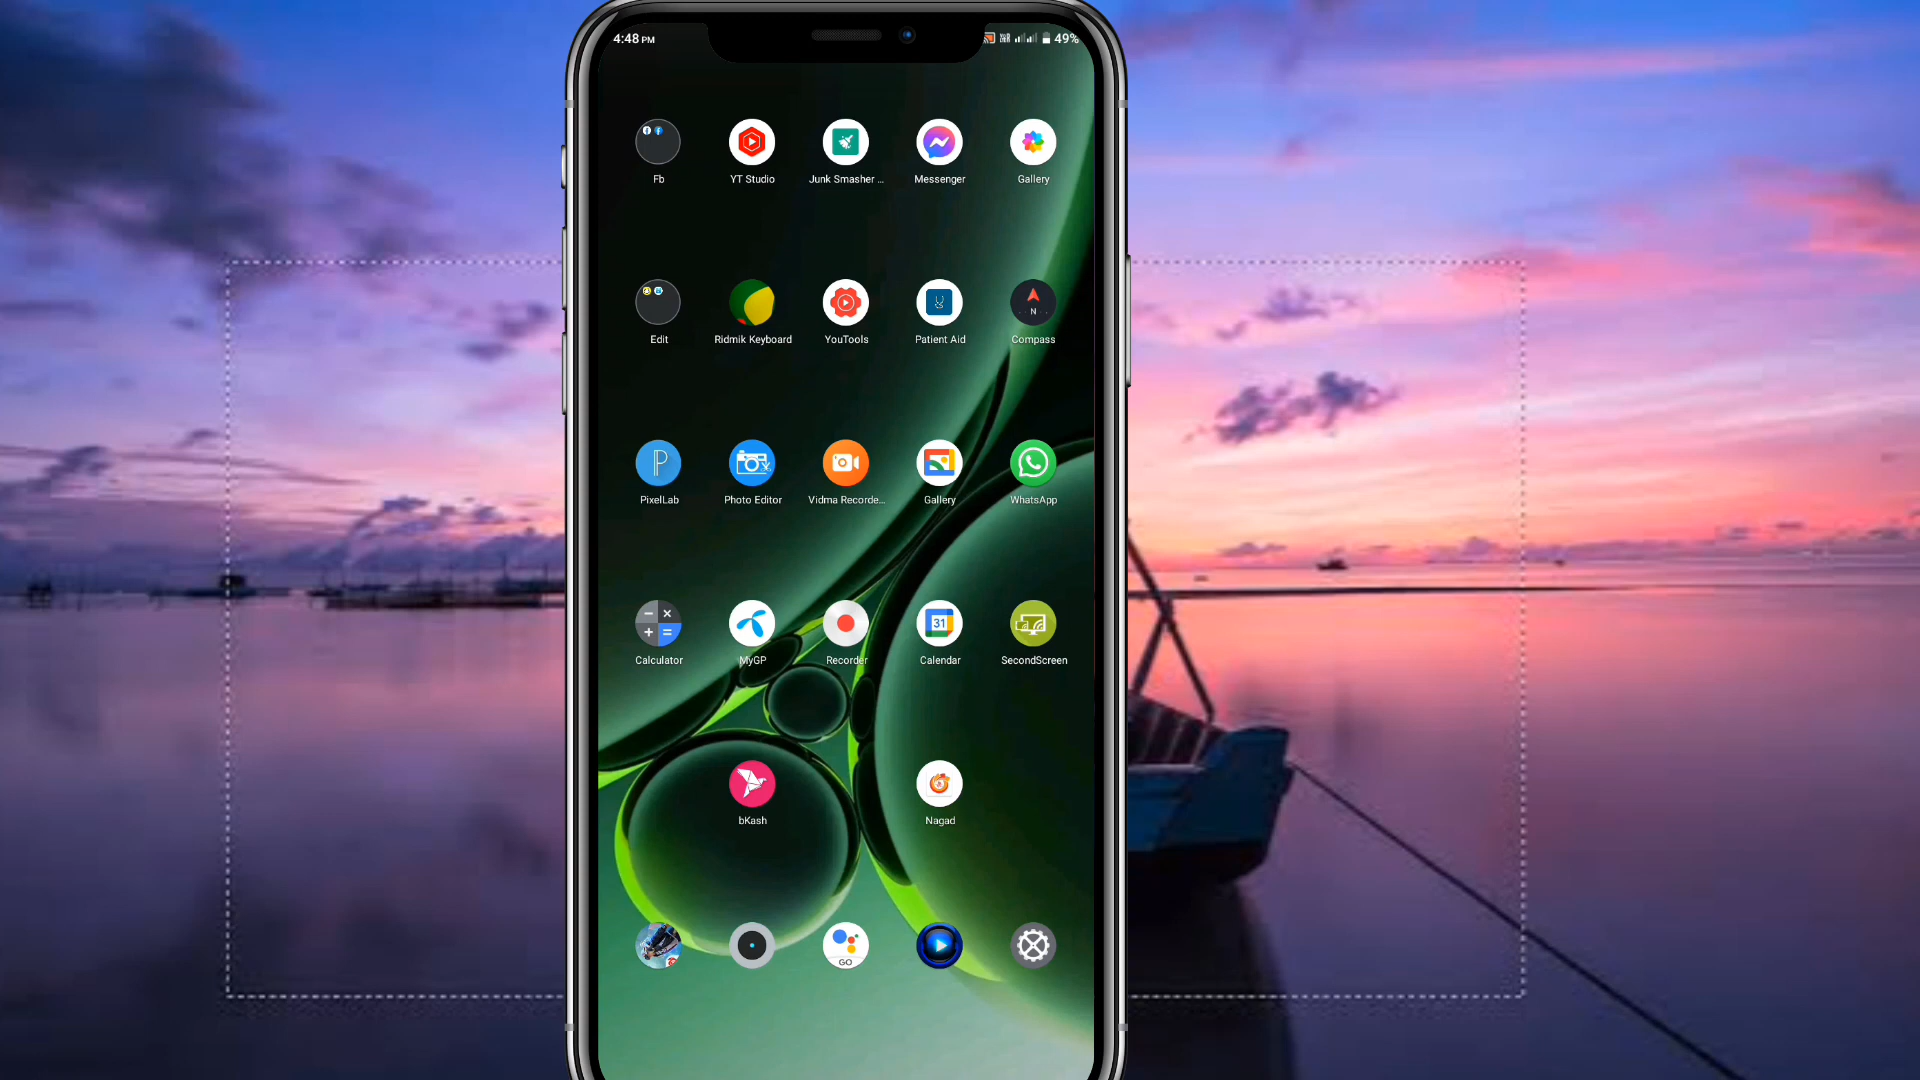 4:48 PM 49%
Fb YT Studio Junk Smasher ... Messenger Gallery
Edit Ridmik Keyboard YouTools Patient Aid Compass
N
PixelLab Photo Editor Vidma Recorde... Gallery WhatsApp
31
Calculator MyGP Recorder Calendar SecondScreen
bKash Nagad
GO